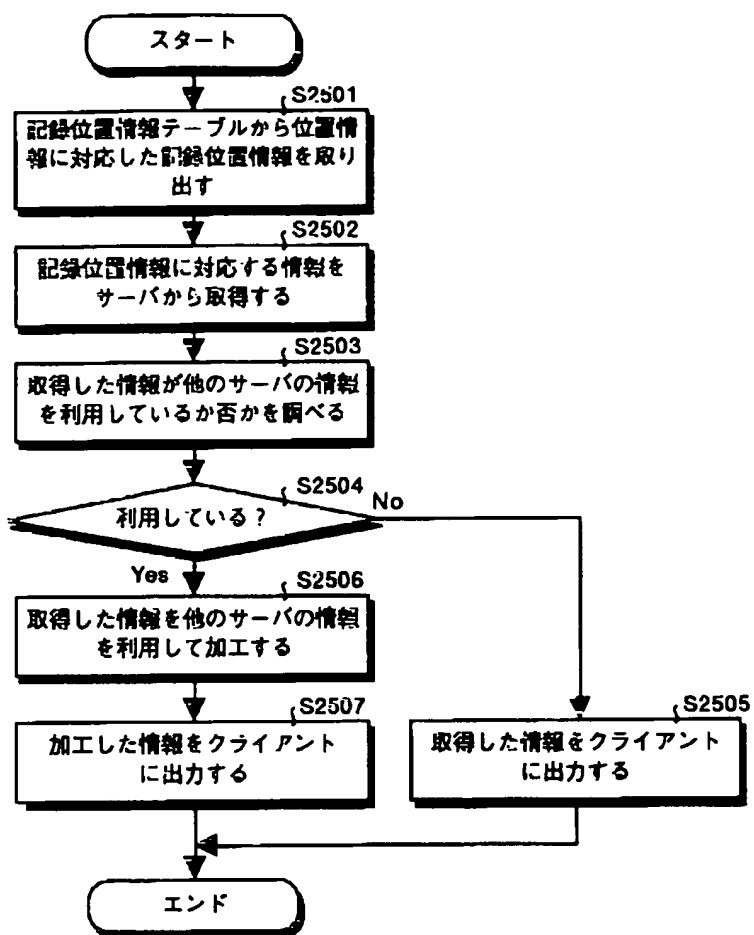 スタート
S2501
記録位置情報テーブルから位置情
報に対応した記録位置情報を取り
出す
S2502
記録位置情報に対応する情報を
サーバから取得する
S2503
取得した情報が他のサーバの情報
を利用しているか否かを調べる
S2504
利用している?
No
Yes
S2506
取得した情報を他のサーバの情報
を利用して加工する
S2507
加工した情報をクライアント
に出力する
S2505
取得した情報をクライアント
に出力する
エンド